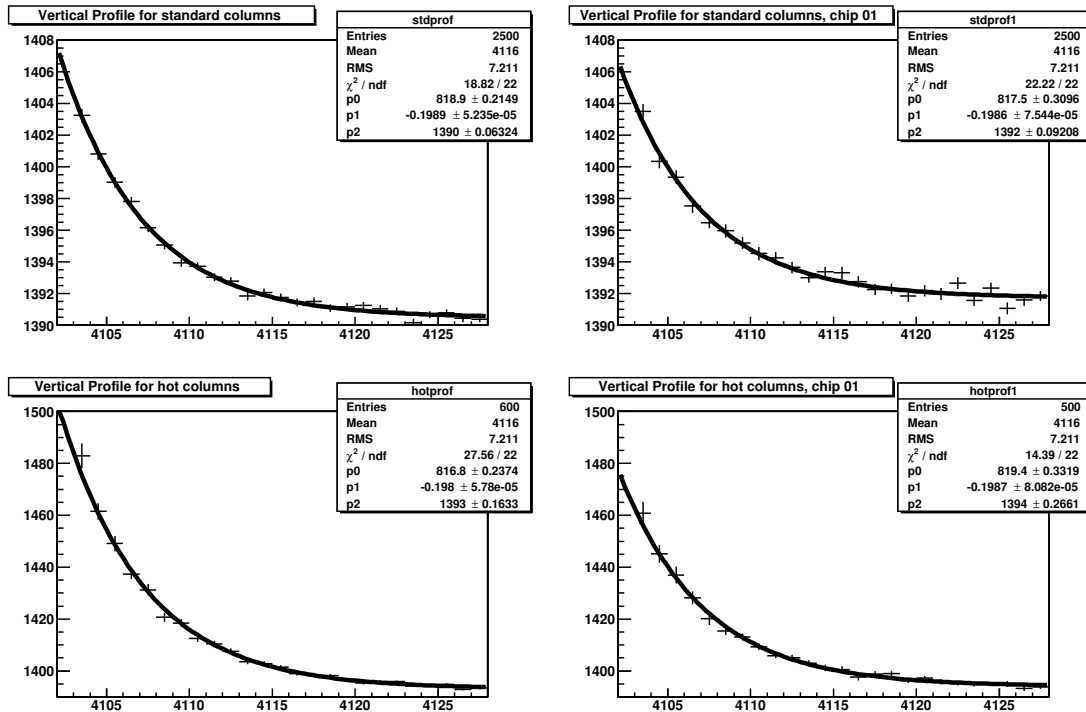 Vertical Profile for standard columns
stdprof
Entries 2500
Mean 4116
RMS 7.211
χ² / ndf 18.82 / 22
p0 818.9 ± 0.2149
p1 -0.1989 ± 5.235e-05
p2 1390 ± 0.06324
1408
1406
1404
1402
1400
1398
1396
1394
1392
1390
4105 4110 4115 4120 4125
Vertical Profile for standard columns, chip 01
stdprof1
Entries 2500
Mean 4116
RMS 7.211
χ² / ndf 22.22 / 22
p0 817.5 ± 0.3096
p1 -0.1986 ± 7.544e-05
p2 1392 ± 0.09208
1408
1406
1404
1402
1400
1398
1396
1394
1392
1390
4105 4110 4115 4120 4125
Vertical Profile for hot columns
hotprof
Entries 600
Mean 4116
RMS 7.211
χ² / ndf 27.56 / 22
p0 816.8 ± 0.2374
p1 -0.198 ± 5.78e-05
p2 1393 ± 0.1633
1500
1480
1460
1440
1420
1400
4105 4110 4115 4120 4125
Vertical Profile for hot columns, chip 01
hotprof1
Entries 500
Mean 4116
RMS 7.211
χ² / ndf 14.39 / 22
p0 819.4 ± 0.3319
p1 -0.1987 ± 8.082e-05
p2 1394 ± 0.2661
1500
1480
1460
1440
1420
1400
4105 4110 4115 4120 4125